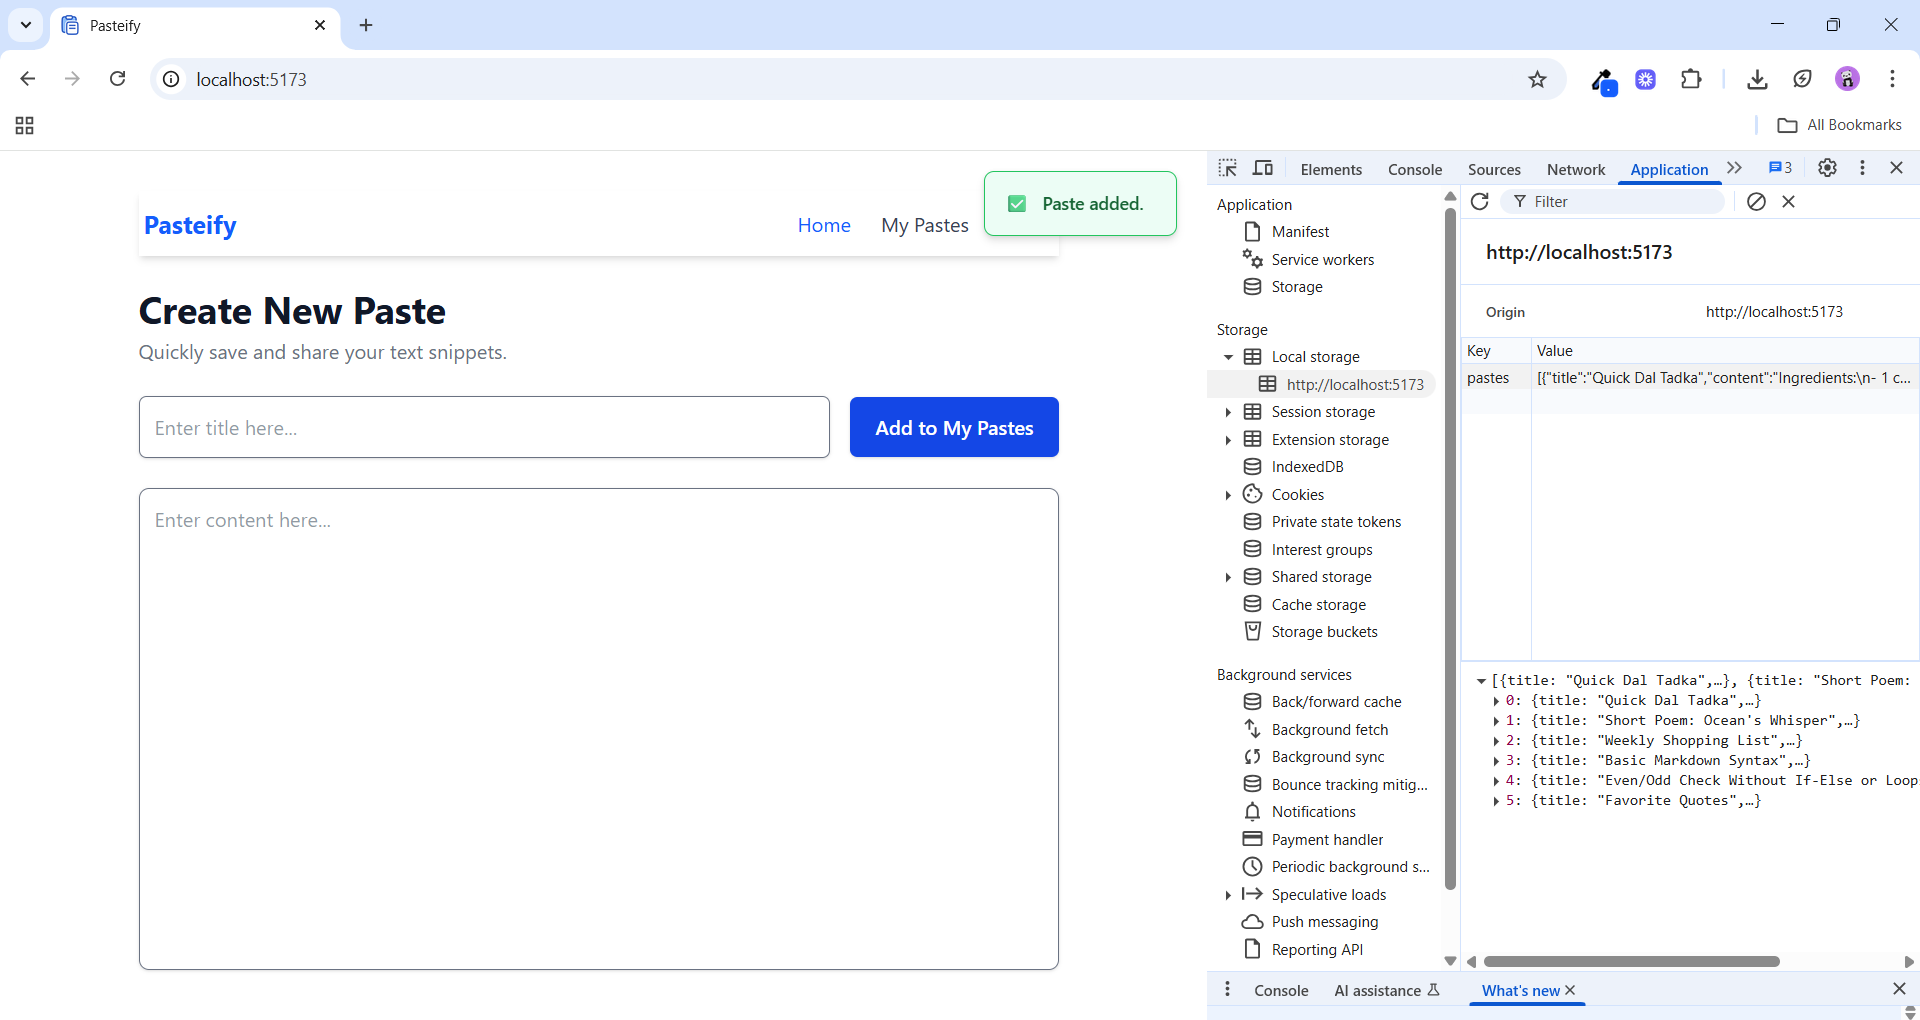 Pasteify
localhost:5173
All Bookmarks
Pasteify
Home
My Pastes
Paste added.
Create New Paste
Quickly save and share your text snippets.
Enter title here...
Add to My Pastes
Enter content here...
Elements
Console
Sources
Network
Application
3
Application
Manifest
Service workers
Storage
Storage
Local storage
http://localhost:5173
Session storage
Extension storage
IndexedDB
Cookies
Private state tokens
Interest groups
Shared storage
Cache storage
Storage buckets
Background services
Back/forward cache
Background fetch
Background sync
Bounce tracking mitig...
Notifications
Payment handler
Periodic background s...
Speculative loads
Push messaging
Reporting API
Filter
http://localhost:5173
Origin http://localhost:5173
Key Value
pastes [{"title":"Quick Dal Tadka","content":"Ingredients:\n- 1 c...
[{title: "Quick Dal Tadka",…}, {title: "Short Poem:
0: {title: "Quick Dal Tadka",…}
1: {title: "Short Poem: Ocean's Whisper",…}
2: {title: "Weekly Shopping List",…}
3: {title: "Basic Markdown Syntax",…}
4: {title: "Even/Odd Check Without If-Else or Loop
5: {title: "Favorite Quotes",…}
Console
AI assistance
What's new